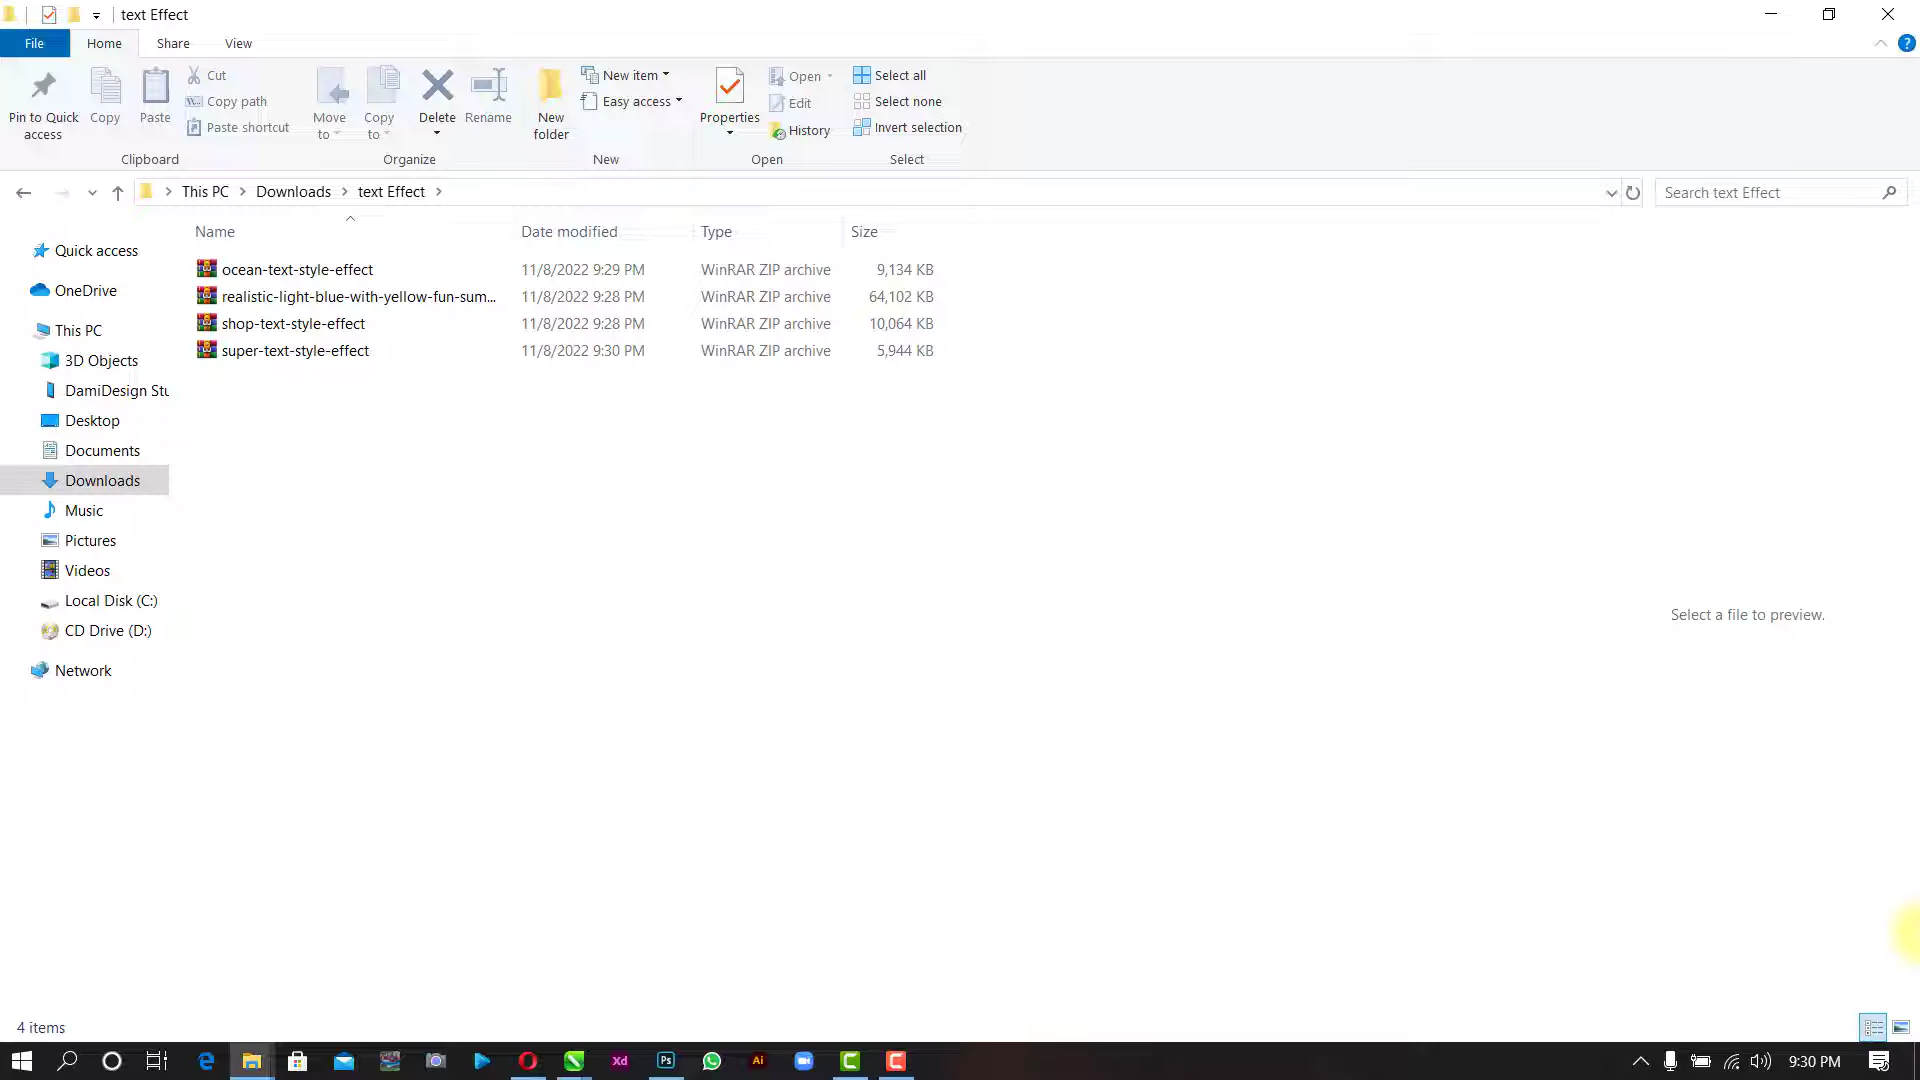 text Effect
File Home Share View
Pin to Quick access
Copy
Paste
Cut
Copy path
Paste shortcut
Clipboard
Move to
Copy to
Delete
Rename
Organize
New folder
New item
Easy access
New
Properties
Open
Edit
History
Open
Select all
Select none
Invert selection
Select
This PC Downloads text Effect
Search text Effect
Name Date modified Type Size
ocean-text-style-effect 11/8/2022 9:29 PM WinRAR ZIP archive 9,134 KB
realistic-light-blue-with-yellow-fun-sum... 11/8/2022 9:28 PM WinRAR ZIP archive 64,102 KB
shop-text-style-effect 11/8/2022 9:28 PM WinRAR ZIP archive 10,064 KB
super-text-style-effect 11/8/2022 9:30 PM WinRAR ZIP archive 5,944 KB
Quick access
OneDrive
This PC
3D Objects
DamiDesign Stu
Desktop
Documents
Downloads
Music
Pictures
Videos
Local Disk (C:)
CD Drive (D:)
Network
Select a file to preview.
4 items
Xd
Ps
Ai
9:30 PM